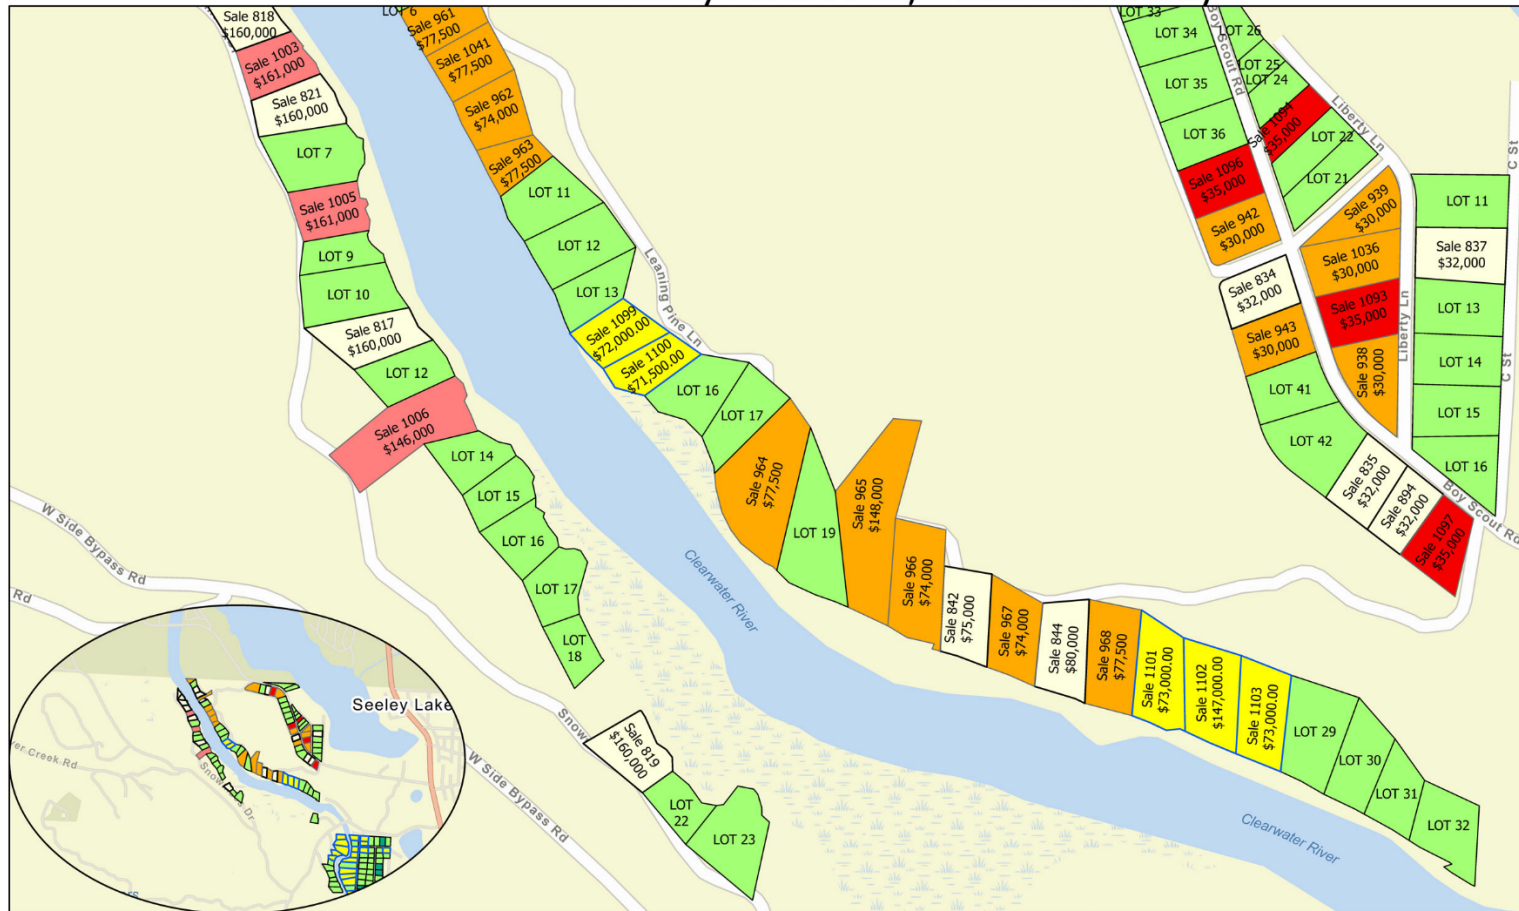 Sale 818
$160,000
Sale 1003
$161,000
Sale 821
$160,000
LOT 7
Sale 1005
$161,000
LOT 9
LOT 10
Sale 817
$160,000
LOT 12
Sale 1006
$146,000
LOT 14
LOT 15
LOT 16
LOT 17
LOT
18
Sale 819
$160,000
LOT
22
LOT 23
LOT 6
Sale 961
$77,500
Sale 1041
$77,500
Sale 962
$74,000
Sale 963
$77,500
LOT 11
LOT 12
LOT 13
Sale 1099
$72,000.00
Sale 1100
$71,500.00
LOT 16
LOT 17
Sale 964
$77,500
LOT 19
Sale 965
$148,000
Sale 966
$74,000
Sale 842
$75,000
Sale 967
$74,000
Sale 844
$80,000
Sale 968
$77,500
Sale 1101
$73,000.00
Sale 1102
$147,000.00
Sale 1103
$73,000.00
LOT 29
LOT 30
LOT 31
LOT 32
Leaning Pine Ln
Clearwater River
Clearwater River
LOT 33
LOT 34
LOT 35
LOT 36
Sale 1096
$35,000
Sale 942
$30,000
Boy Scout Rd
LOT 26
LOT 25
LOT 24
Sale 1094
$35,000
LOT 22
LOT 21
Liberty Ln
Sale 939
$30,000
Sale 1036
$30,000
Sale 1093
$35,000
Sale 938
$30,000
Liberty Ln
Sale 834
$32,000
Sale 943
$30,000
LOT 41
LOT 42
Sale 835
$32,000
Sale 894
$32,000
Sale 1097
$35,000
LOT 11
Sale 837
$32,000
LOT 13
LOT 14
LOT 15
LOT 16
C St
C St
Boy Scout Rd
W Side Bypass Rd
Rd
Snow
W Side Bypass Rd
Seeley Lake
ver Creek Rd
Snow
s Dr
rs